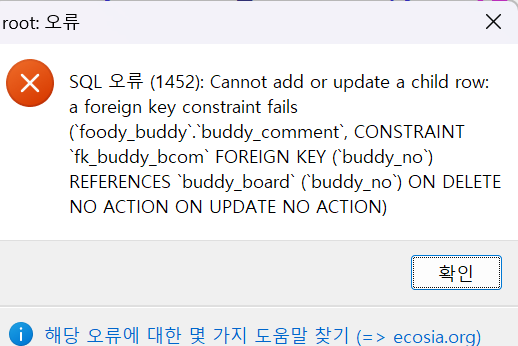 root: 오류
SQL 오류 (1452): Cannot add or update a child row:
a foreign key constraint fails
(`foody_buddy`.`buddy_comment`, CONSTRAINT
`fk_buddy_bcom` FOREIGN KEY (`buddy_no`)
REFERENCES `buddy_board` (`buddy_no`) ON DELETE
NO ACTION ON UPDATE NO ACTION)
확인
해당 오류에 대한 몇 가지 도움말 찾기 (=> ecosia.org)